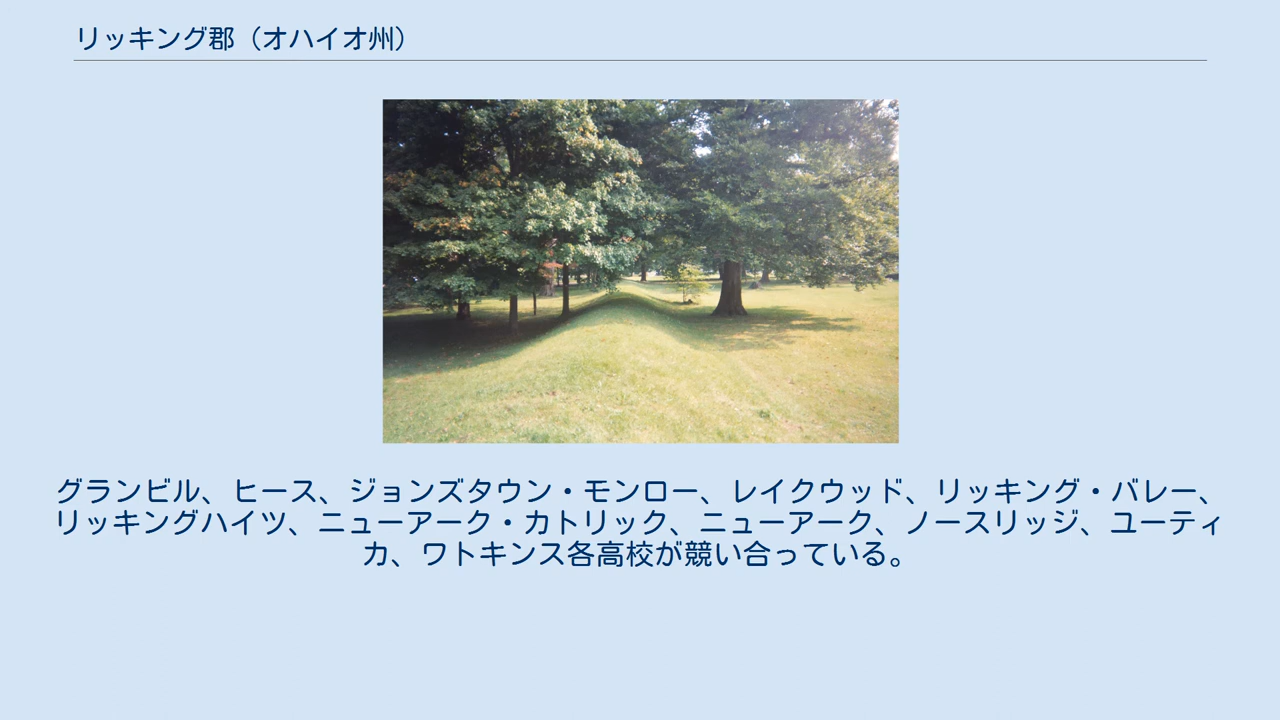 リッキング郡（オハイオ州）
グランビル、ヒース、ジョンズタウン・モンロー、レイクウッド、リッキング・バレー、
リッキングハイツ、ニューアーク・カトリック、ニューアーク、ノースリッジ、ユーティ
カ、ワトキンス各高校が競い合っている。